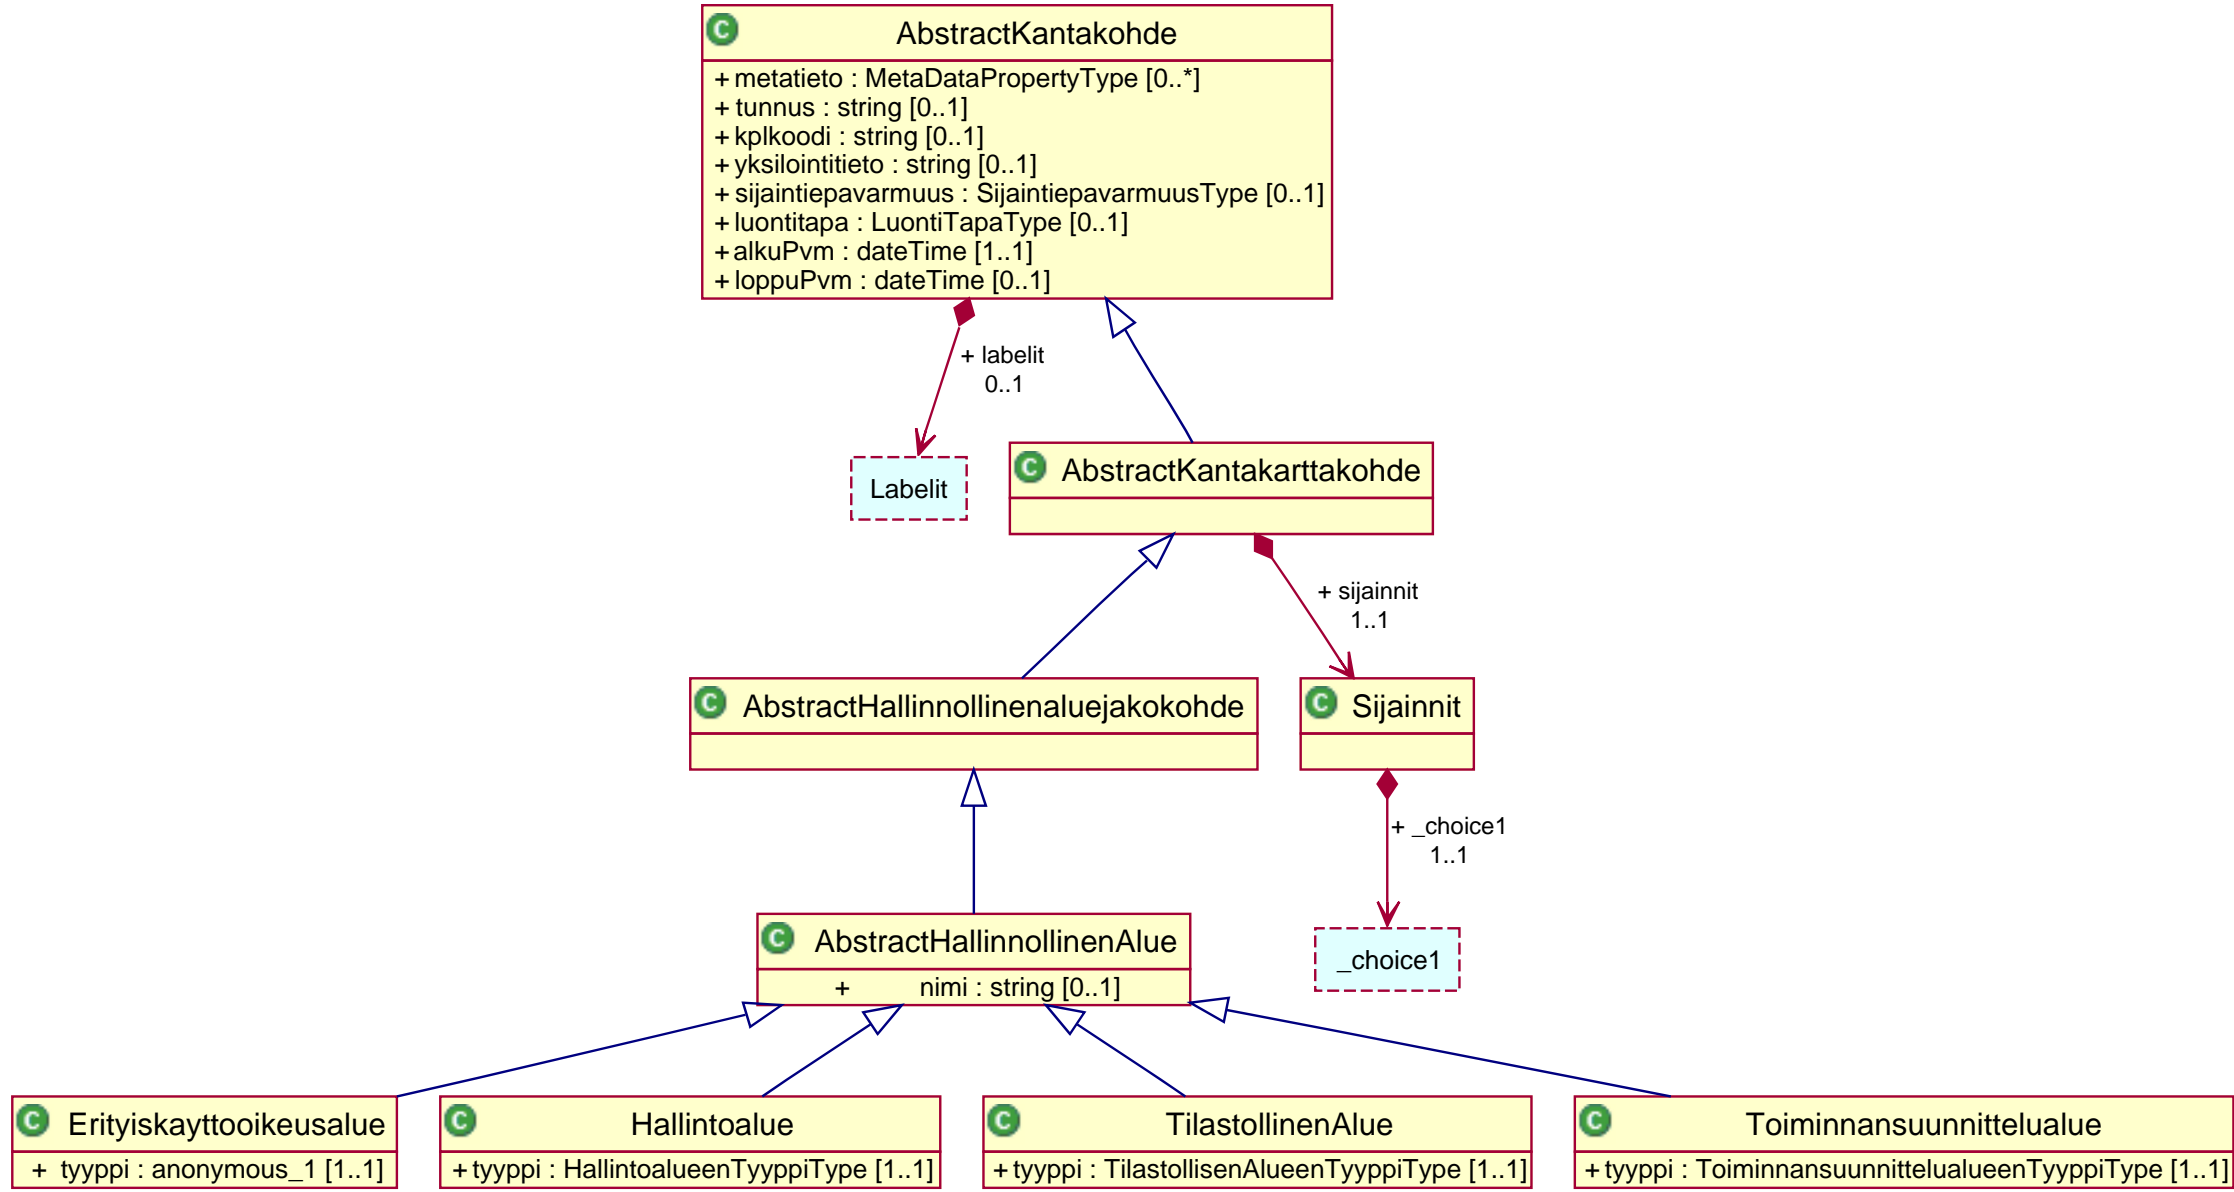 C AbstractKantakohde
+ metatieto : MetaDataPropertyType [0..*]
+ tunnus : string [0..1]
+ kplkoodi : string [0..1]
+ yksilointitieto : string [0..1]
+ sijaintiepavarmuus : SijaintiepavarmuusType [0..1]
+ luontitapa : LuontiTapaType [0..1]
+ alkuPvm : dateTime [1..1]
+ loppuPvm : dateTime [0..1]
+ labelit
0..1
Labelit
C AbstractKantakarttakohde
+ sijainnit
1..1
C AbstractHallinnollinenaluejakokohde
C Sijainnit
+ _choice1
1..1
C AbstractHallinnollinenAlue
+ nimi : string [0..1]
_choice1
C Erityiskayttooikeusalue
+ tyyppi : anonymous_1 [1..1]
C Hallintoalue
+ tyyppi : HallintoalueenTyyppiType [1..1]
C TilastollinenAlue
+ tyyppi : TilastollisenAlueenTyyppiType [1..1]
C Toiminnansuunnittelualue
+ tyyppi : ToiminnansuunnittelualueenTyyppiType [1..1]